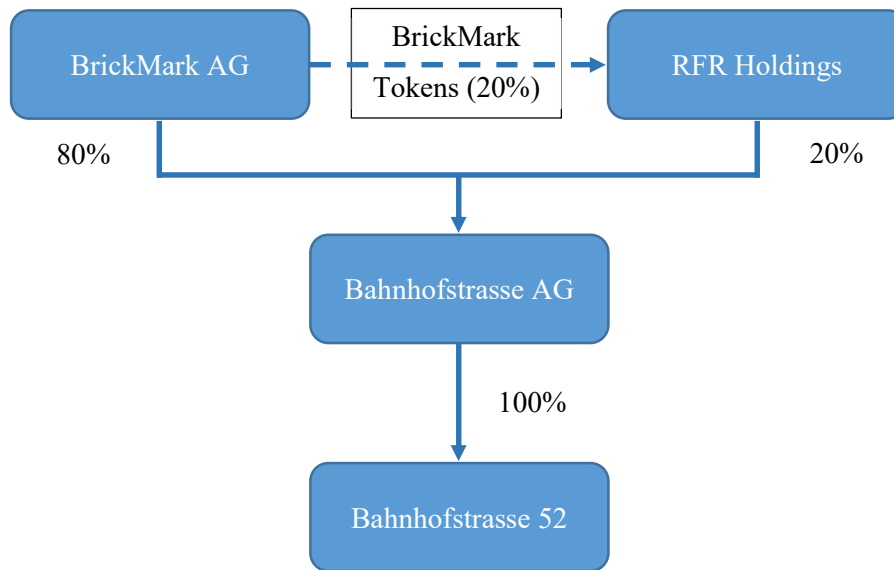 BrickMark AG
BrickMark
Tokens (20%)
RFR Holdings
80%
20%
Bahnhofstrasse AG
100%
Bahnhofstrasse 52